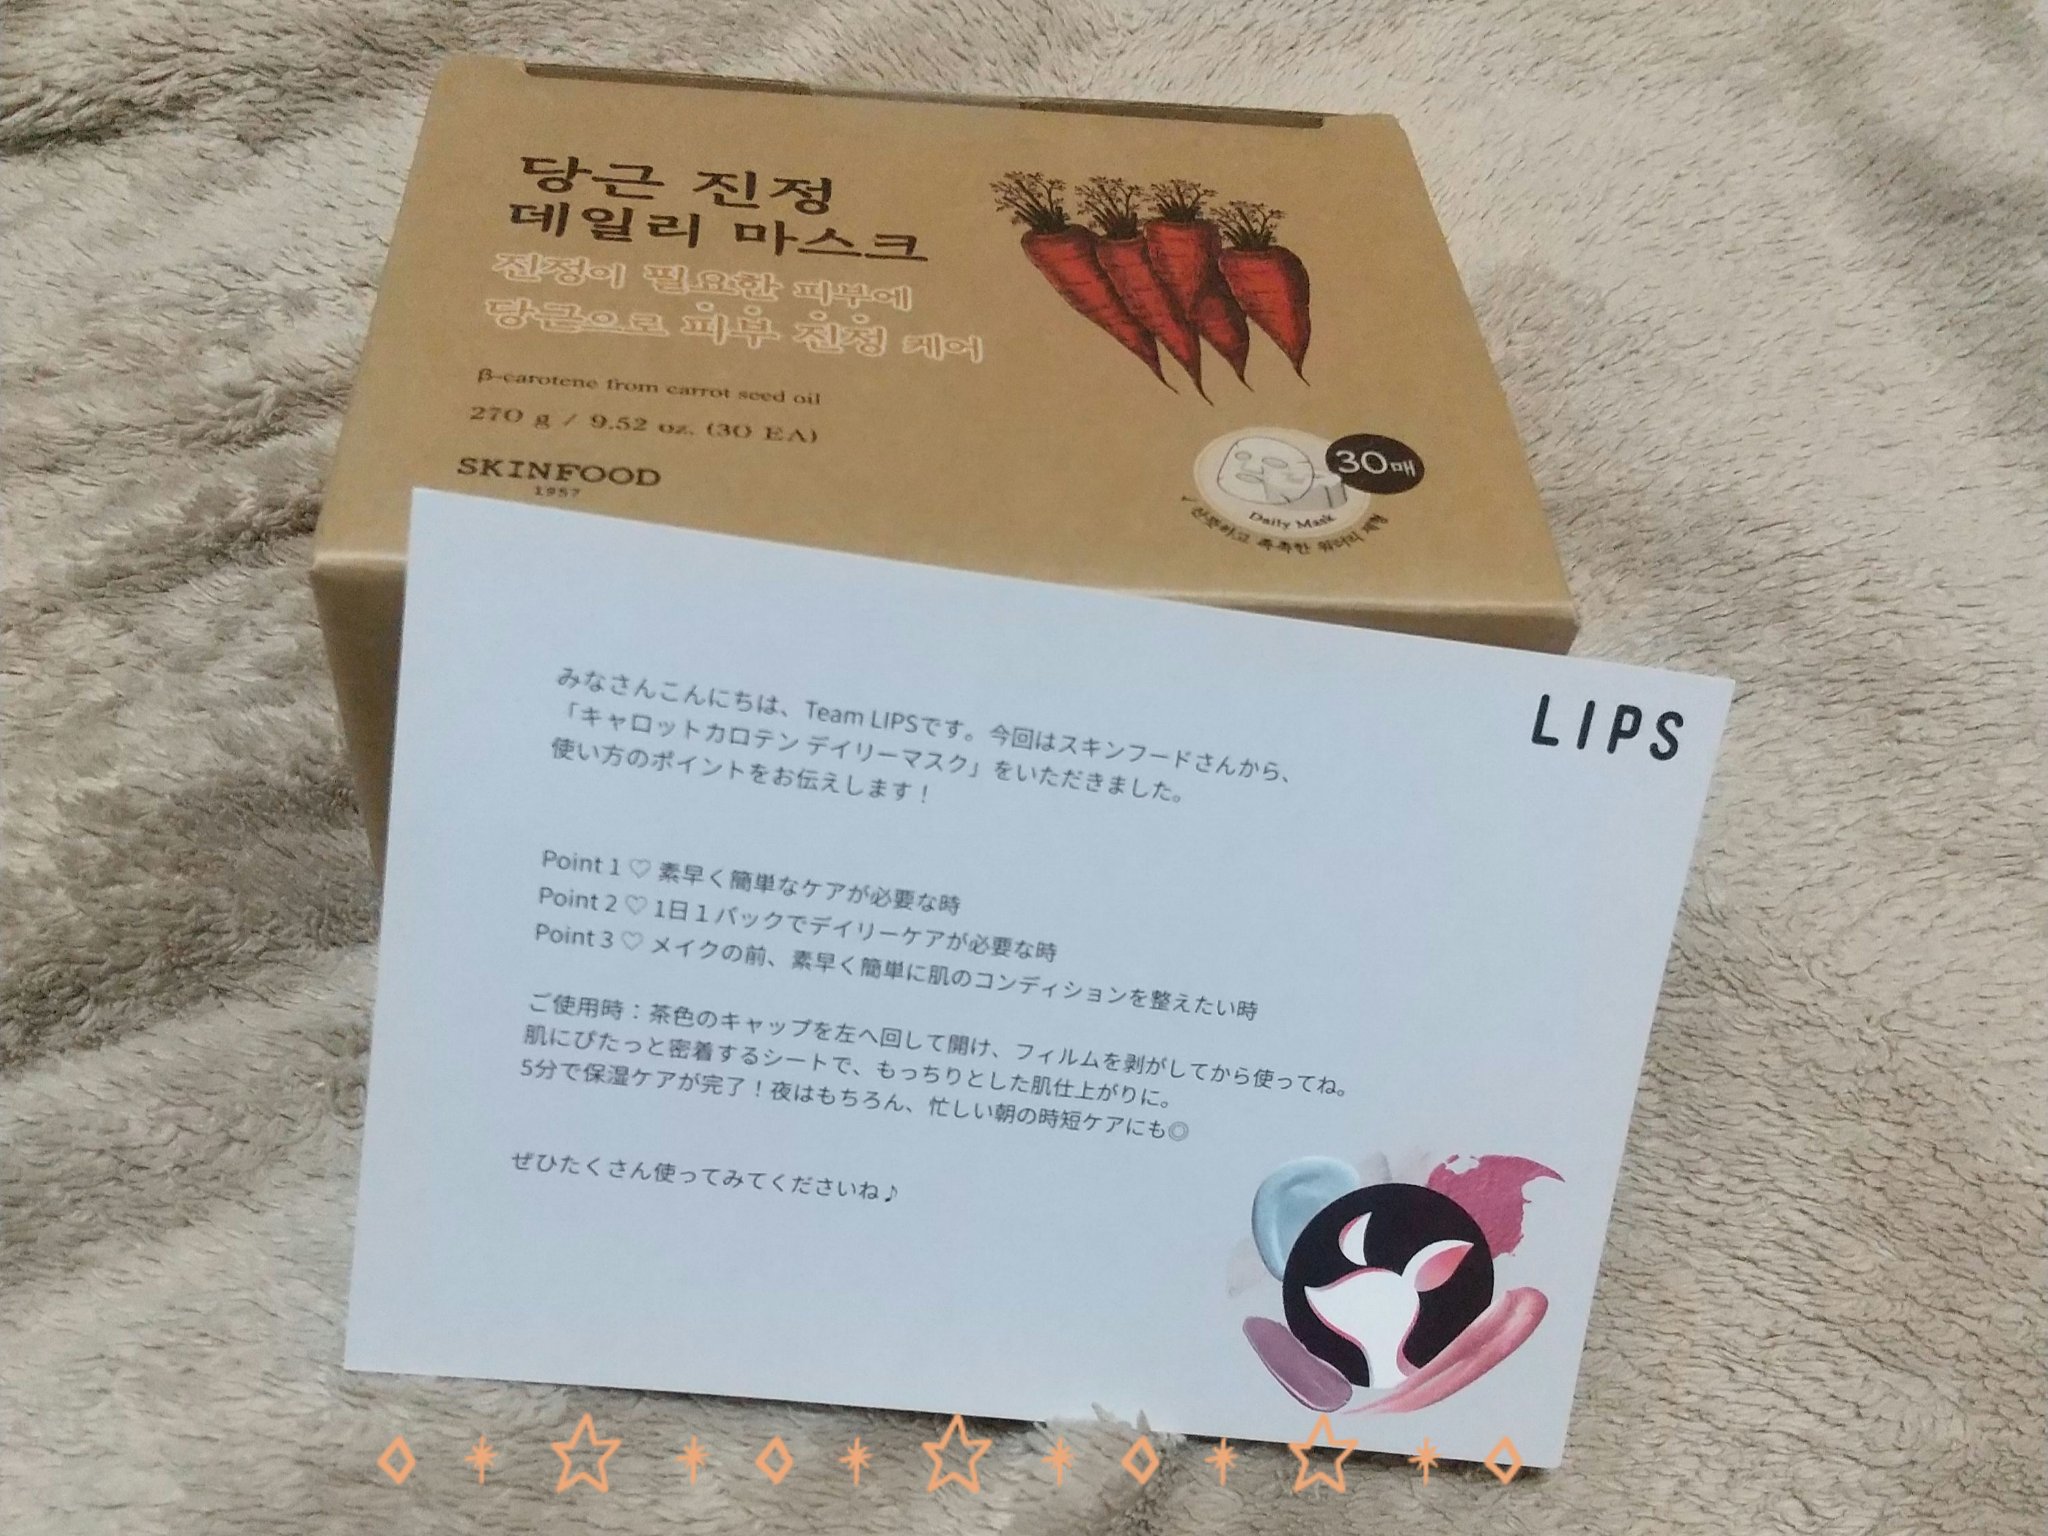 당근 진정
데일리 마스크
진정이 필요한 피부에
당근으로 피부 진정 케어
β-carotene from carrot seed oil
270 g / 9.52 oz. (30 EA)
SKINFOOD
1957
30매
Daily Mask
산뜻하고 촉촉한 워터리 제형
LIPS
みなさんこんにちは、Team LIPSです。今回はスキンフードさんから、
「キャロットカロテン デイリーマスク」をいただきました。
使い方のポイントをお伝えします！
Point 1 ♡ 素早く簡単なケアが必要な時
Point 2 ♡ 1日1パックでデイリーケアが必要な時
Point 3 ♡ メイクの前、素早く簡単に肌のコンディションを整えたい時
ご使用時：茶色のキャップを左へ回して開け、フィルムを剥がしてから使ってね。
肌にぴたっと密着するシートで、もっちりとした肌仕上がりに。
5分で保湿ケアが完了！夜はもちろん、忙しい朝の時短ケアにも◎
ぜひたくさん使ってみてくださいね♪